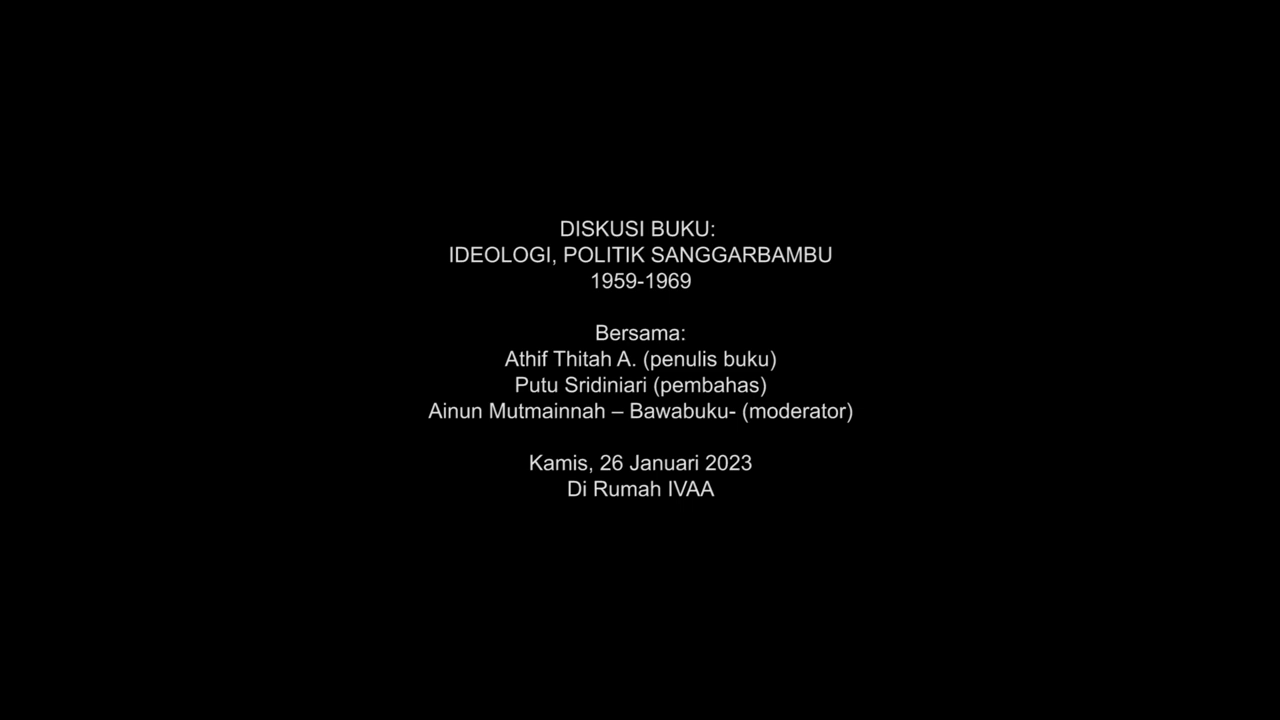 DISKUSI BUKU:
IDEOLOGI, POLITIK SANGGARBAMBU
1959-1969
Bersama:
Athif Thitah A. (penulis buku)
Putu Sridiniari (pembahas)
Ainun Mutmainnah – Bawabuku- (moderator)
Kamis, 26 Januari 2023
Di Rumah IVAA